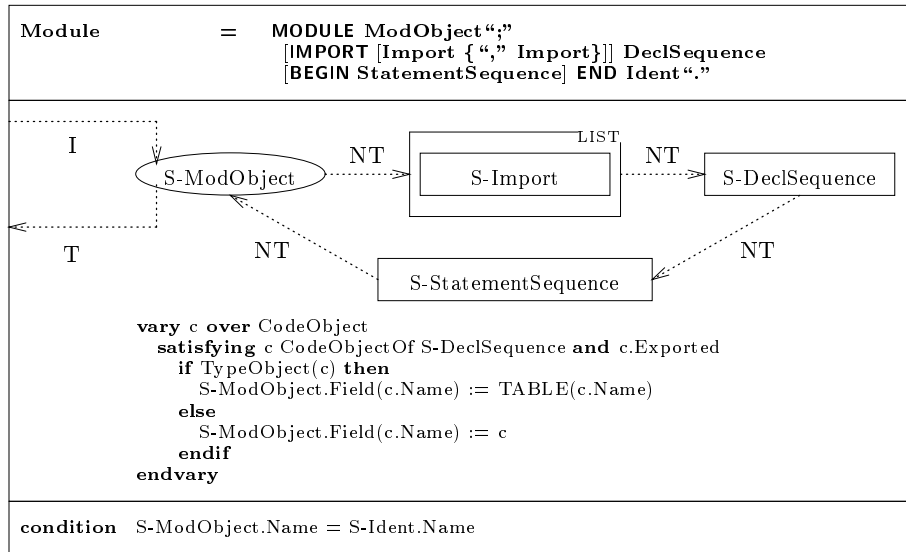 Module = MODULE ModObject“;”
[IMPORT [Import { “,” Import}]] DeclSequence
[BEGIN StatementSequence] END Ident“.”
I
T
S-ModObject
NT
LIST
S-Import
NT
S-DeclSequence
NT
S-StatementSequence
NT
vary c over CodeObject
satisfying c CodeObjectOf S-DeclSequence and c.Exported
if TypeObject(c) then
S-ModObject.Field(c.Name) := TABLE(c.Name)
else
S-ModObject.Field(c.Name) := c
endif
endvary
condition S-ModObject.Name = S-Ident.Name